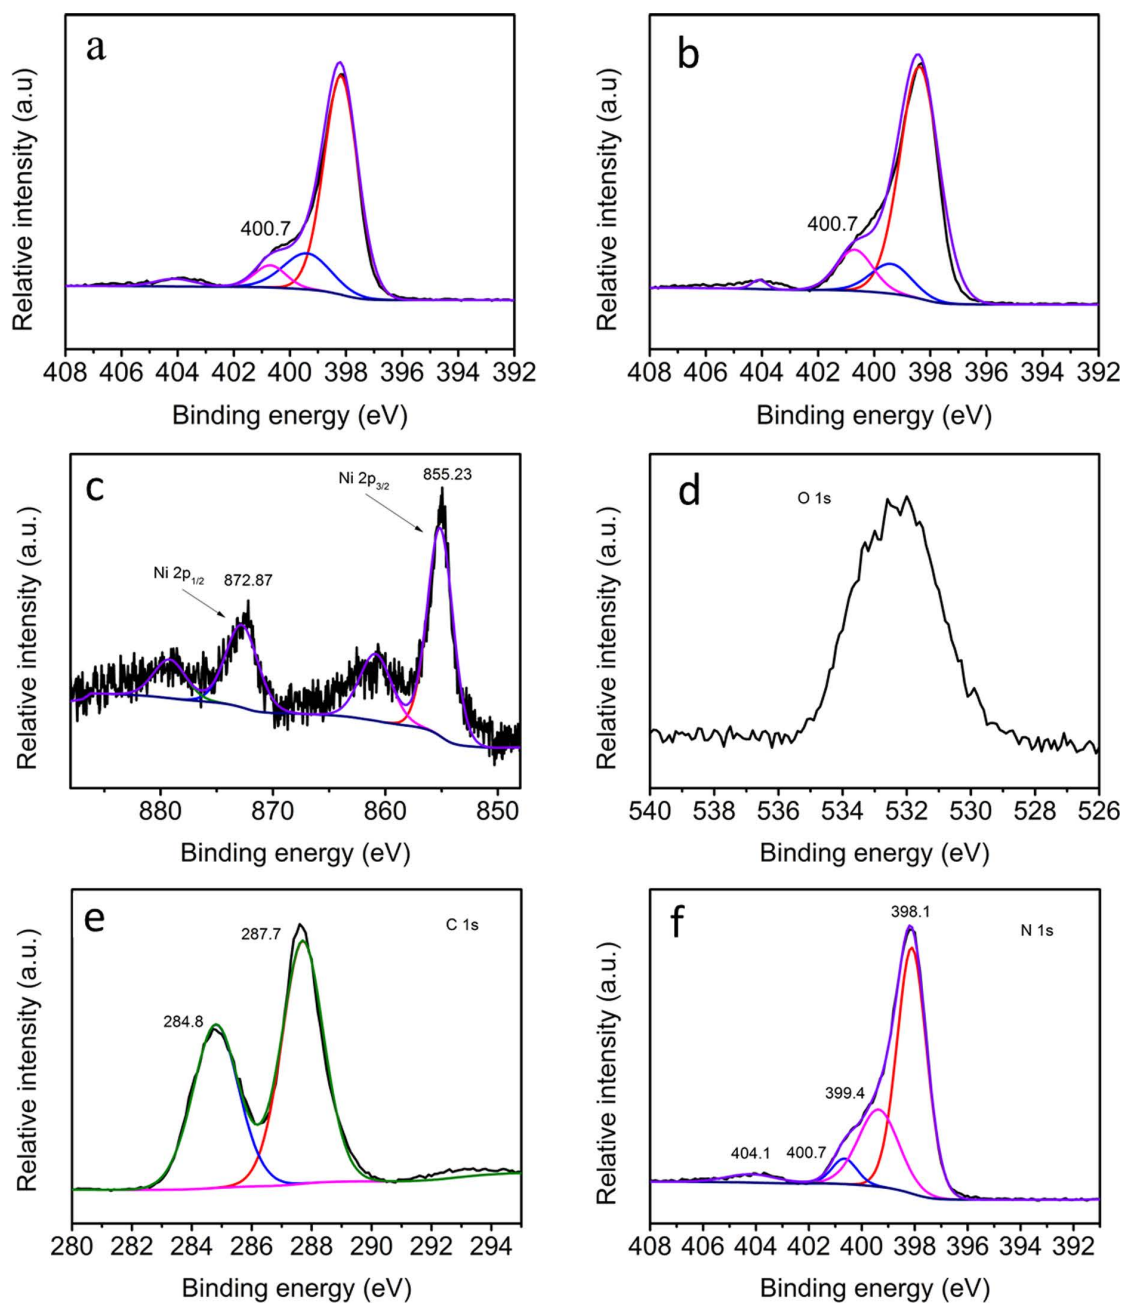 a
400.7
Relative intensity (a.u)
408 406 404 402 400 398 396 394 392
Binding energy (eV)
b
400.7
Relative intensity (a.u)
408 406 404 402 400 398 396 394 392
Binding energy (eV)
c
Ni 2p3/2
855.23
Ni 2p1/2
872.87
Relative intensity (a.u.)
880 870 860 850
Binding energy (eV)
d
O 1s
Relative intensity (a.u.)
540 538 536 534 532 530 528 526
Binding energy (eV)
e
C 1s
287.7
284.8
Relative intensity (a.u.)
280 282 284 286 288 290 292 294
Binding energy (eV)
f
398.1
N 1s
399.4
404.1 400.7
Relative intensity (a.u.)
408 406 404 402 400 398 396 394 392
Binding energy (eV)